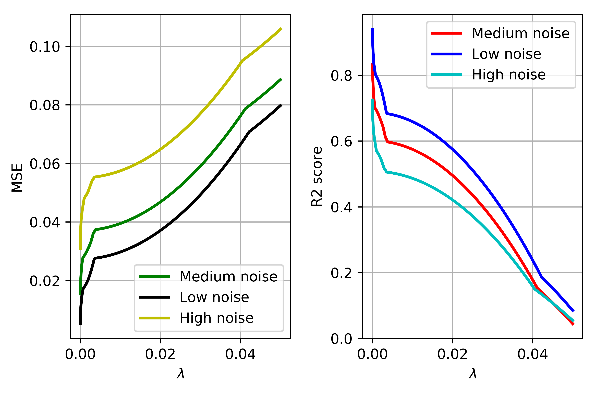 MSE
0.10
0.08
0.06
0.04
0.02
0.00 0.02 0.04
λ
Medium noise
Low noise
High noise
R2 score
0.8
0.6
0.4
0.2
0.0
0.00 0.02 0.04
λ
Medium noise
Low noise
High noise